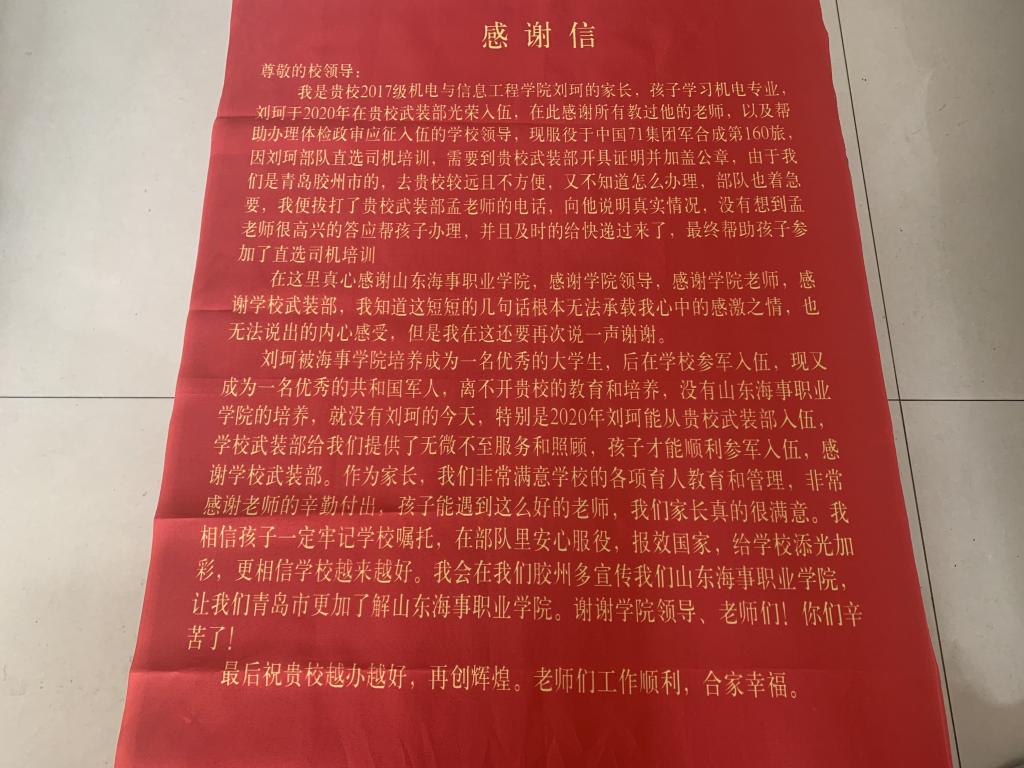 感谢信
尊敬的校领导：
我是贵校2017级机电与信息工程学院刘珂的家长，孩子学习机电专业，
刘珂于2020年在贵校武装部光荣入伍，在此感谢所有教过他的老师，以及帮
助办理体检政审应征入伍的学校领导，现服役于中国71集团军合成第160旅，
因刘珂部队直选司机培训，需要到贵校武装部开具证明并加盖公章，由于我
们是青岛胶州市的，去贵校较远且不方便，又不知道怎么办理，部队也着急
要，我便拨打了贵校武装部孟老师的电话，向他说明真实情况，没有想到孟
老师很高兴的答应帮孩子办理，并且及时的给快递过来了，最终帮助孩子参
加了直选司机培训
在这里真心感谢山东海事职业学院，感谢学院领导，感谢学院老师，感
谢学校武装部，我知道这短短的几句话根本无法承载我心中的感激之情，也
无法说出的内心感受，但是我在这还要再次说一声谢谢。
刘珂被海事学院培养成为一名优秀的大学生，后在学校参军入伍，现又
成为一名优秀的共和国军人，离不开贵校的教育和培养，没有山东海事职业
学院的培养，就没有刘珂的今天，特别是2020年刘珂能从贵校武装部入伍，
学校武装部给我们提供了无微不至服务和照顾，孩子才能顺利参军入伍，感
谢学校武装部。作为家长，我们非常满意学校的各项育人教育和管理，非常
感谢老师的辛勤付出，孩子能遇到这么好的老师，我们家长真的很满意。我
相信孩子一定牢记学校嘱托，在部队里安心服役，报效国家，给学校添光加
彩，更相信学校越来越好。我会在我们胶州多宣传我们山东海事职业学院，
让我们青岛市更加了解山东海事职业学院。谢谢学院领导、老师们！你们辛
苦了！
最后祝贵校越办越好，再创辉煌。老师们工作顺利，合家幸福。